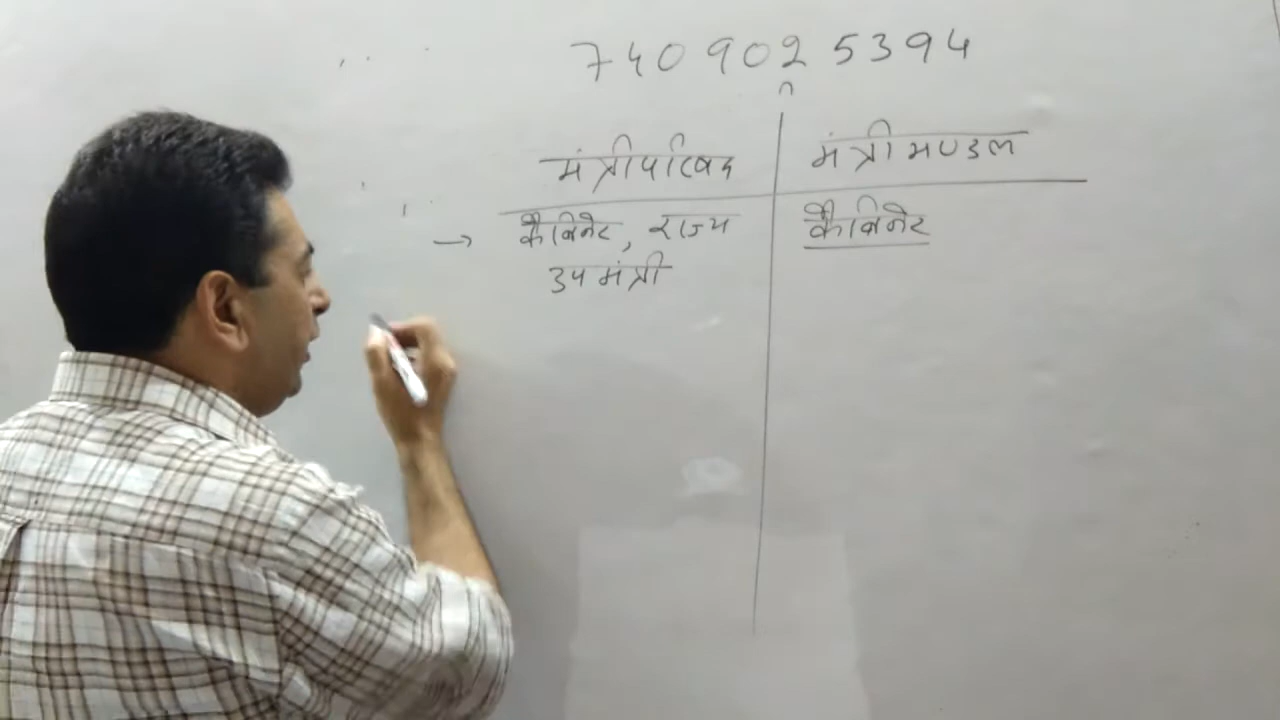 7409025394
मंत्रीपरिषद मंत्रीमण्डल
→ कैबिनेट, राज्य कैबिनेट
उपमंत्री